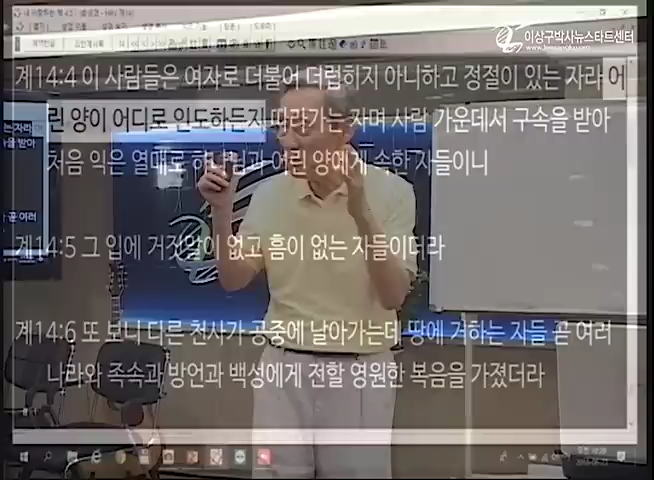 이상구박사뉴스타트센터
계14:4 이 사람들은 여자로 더불어 더럽히지 아니하고 정절이 있는 자라 어
린 양이 어디로 인도하든지 따라가는 자며 사람 가운데서 구속을 받아
처음 익은 열매로 하나님과 어린 양에게 속한 자들이니
계14:5 그 입에 거짓말이 없고 흠이 없는 자들이더라
계14:6 또 보니 다른 천사가 공중에 날아가는데 땅에 거하는 자들 곧 여러
나라와 족속과 방언과 백성에게 전할 영원한 복음을 가졌더라